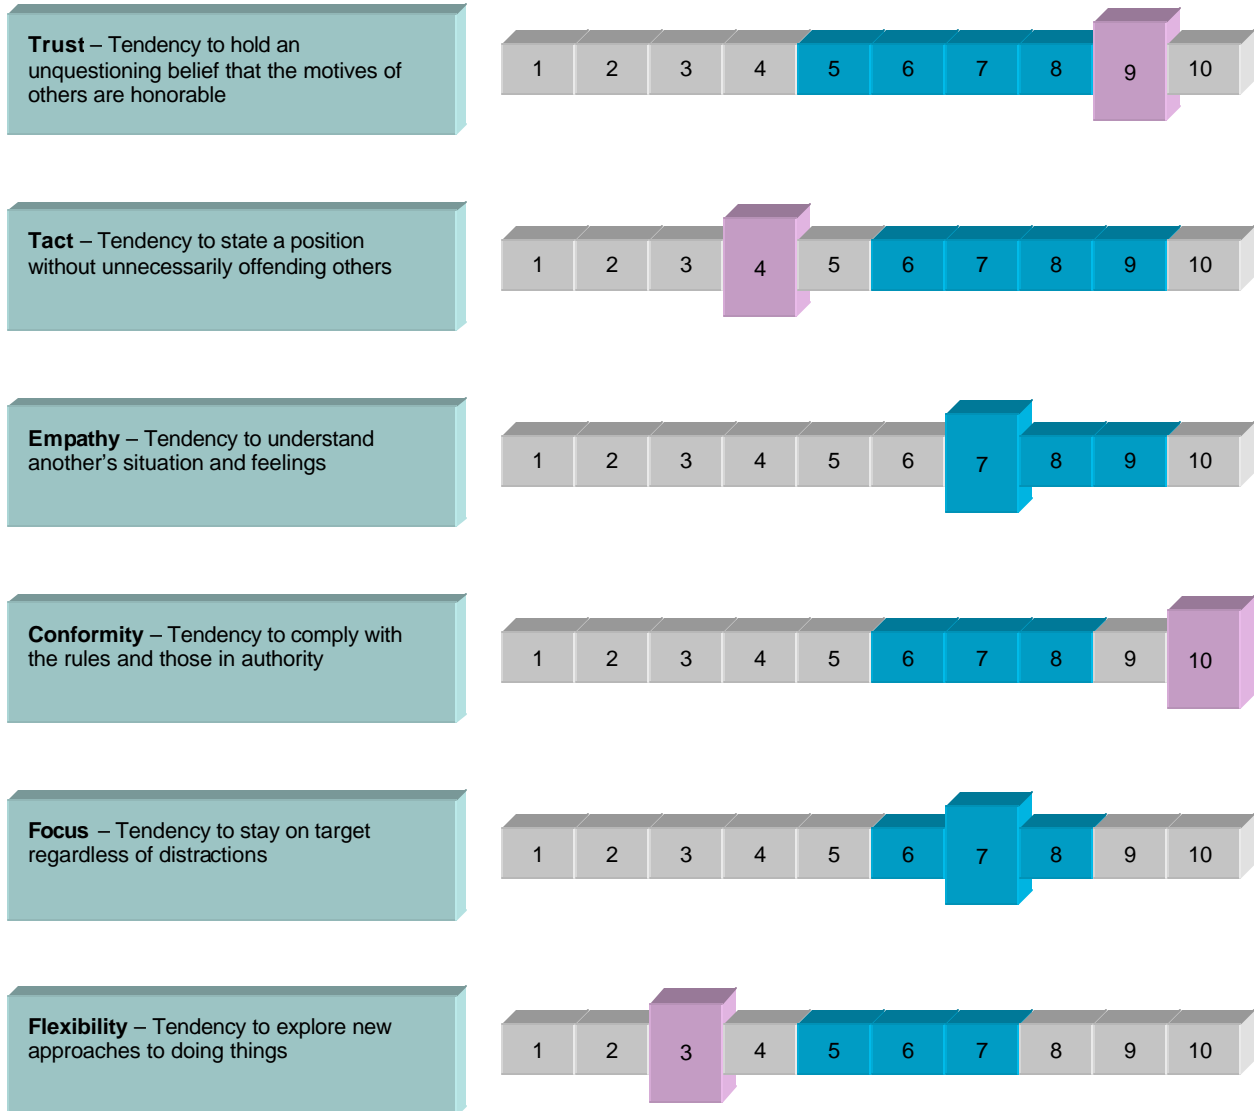 Trust – Tendency to hold an
unquestioning belief that the motives of
others are honorable
1 2 3 4 5 6 7 8 9 10
Tact – Tendency to state a position
without unnecessarily offending others
1 2 3 4 5 6 7 8 9 10
Empathy – Tendency to understand
another's situation and feelings
1 2 3 4 5 6 7 8 9 10
Conformity – Tendency to comply with
the rules and those in authority
1 2 3 4 5 6 7 8 9 10
Focus – Tendency to stay on target
regardless of distractions
1 2 3 4 5 6 7 8 9 10
Flexibility – Tendency to explore new
approaches to doing things
1 2 3 4 5 6 7 8 9 10